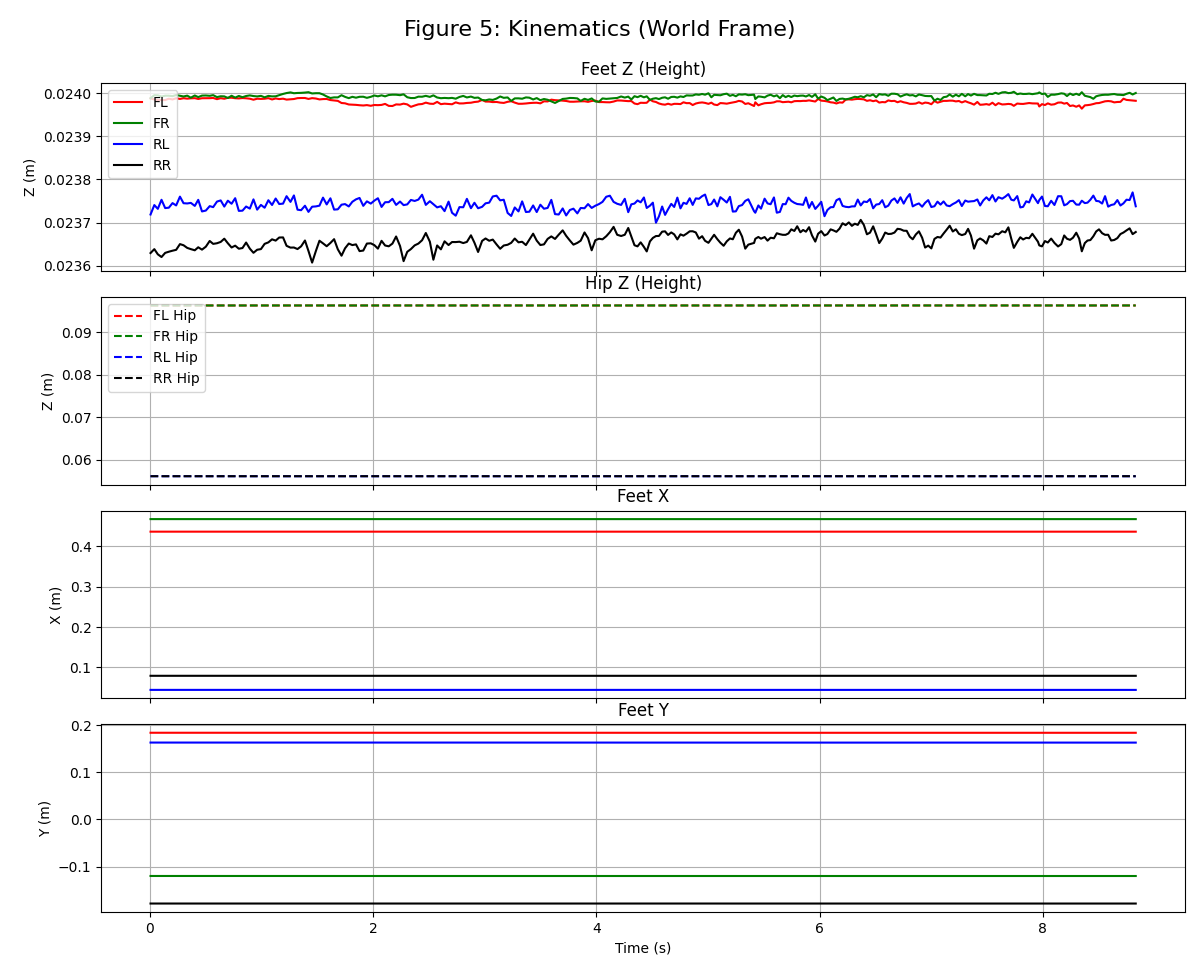 Figure 5: Kinematics (World Frame)
Feet Z (Height)
Z (m)
0.0240
0.0239
0.0238
0.0237
0.0236
FL
FR
RL
RR
Hip Z (Height)
Z (m)
0.09
0.08
0.07
0.06
FL Hip
FR Hip
RL Hip
RR Hip
Feet X
X (m)
0.4
0.3
0.2
0.1
Feet Y
Y (m)
0.2
0.1
0.0
−0.1
0 2 4 6 8
Time (s)